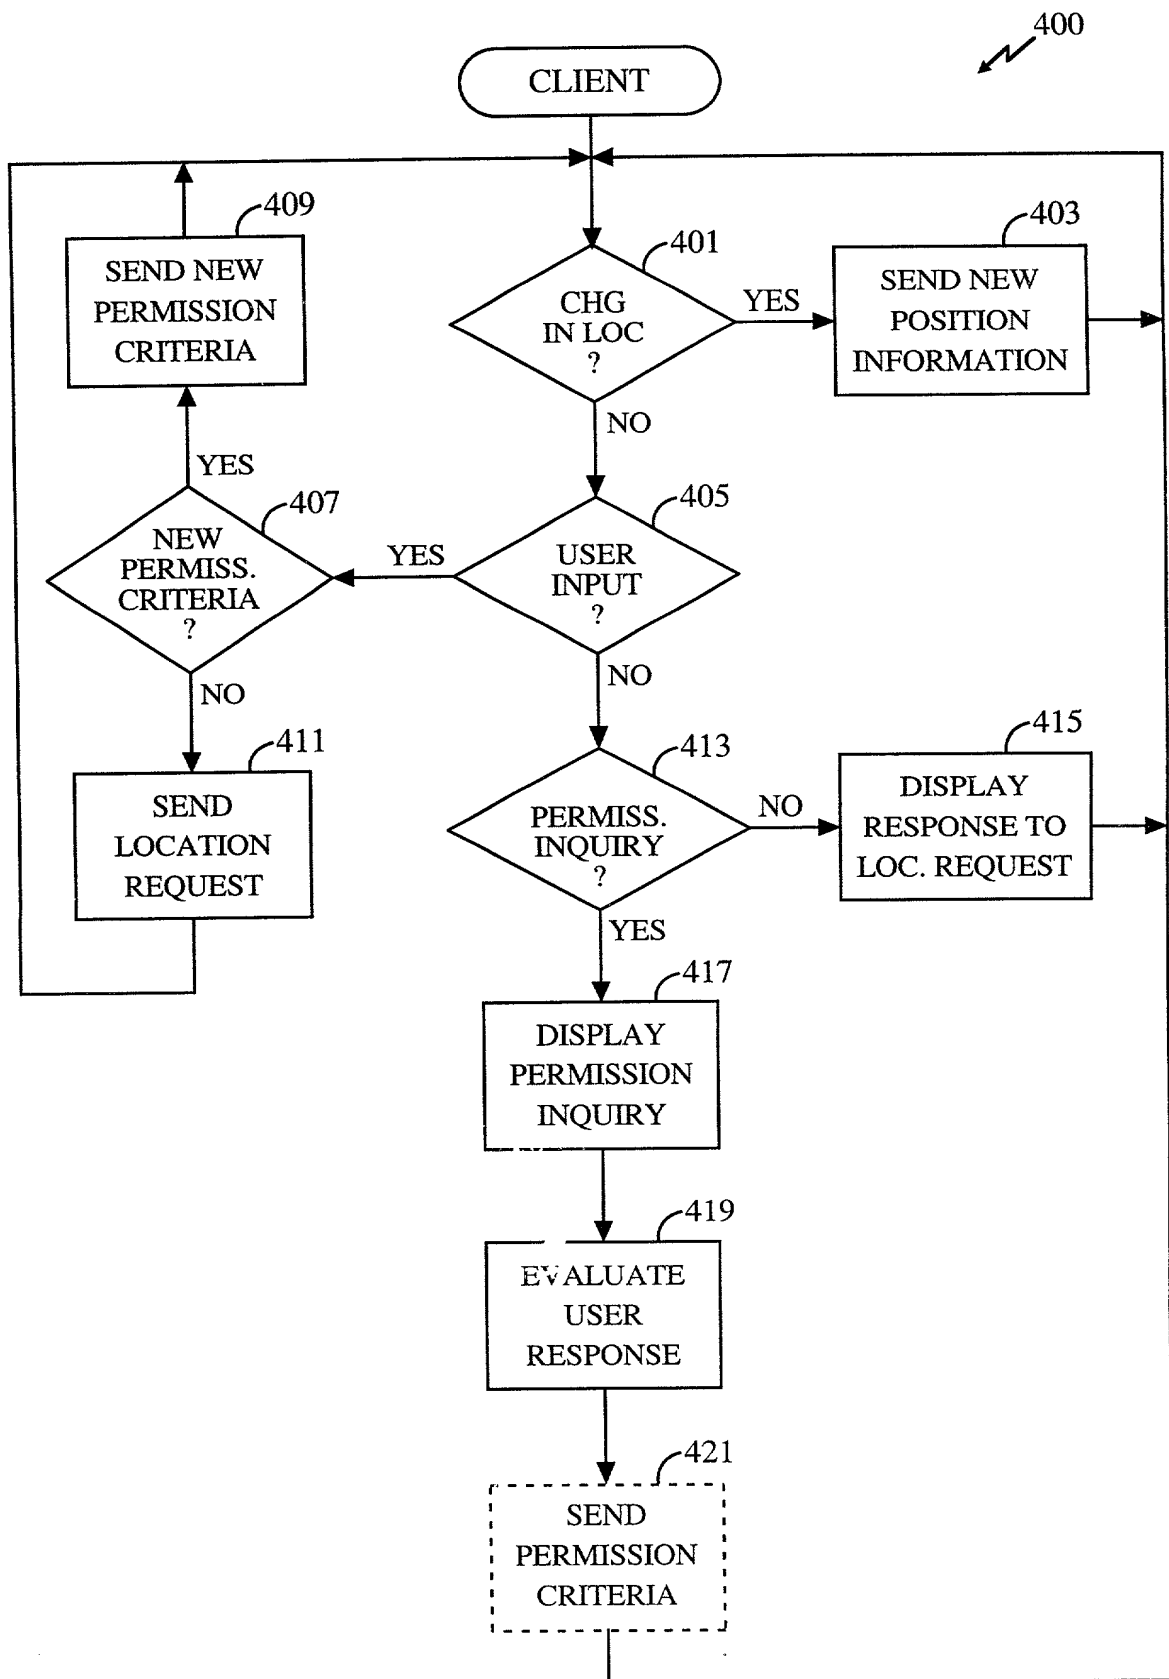 400
CLIENT
409
SEND NEW
PERMISSION
CRITERIA
401
CHG
IN LOC
?
YES
403
SEND NEW
POSITION
INFORMATION
NO
YES
407
NEW
PERMISS.
CRITERIA
?
YES
405
USER
INPUT
?
NO
NO
411
SEND
LOCATION
REQUEST
413
PERMISS.
INQUIRY
?
NO
415
DISPLAY
RESPONSE TO
LOC. REQUEST
YES
417
DISPLAY
PERMISSION
INQUIRY
419
EVALUATE
USER
RESPONSE
421
SEND
PERMISSION
CRITERIA